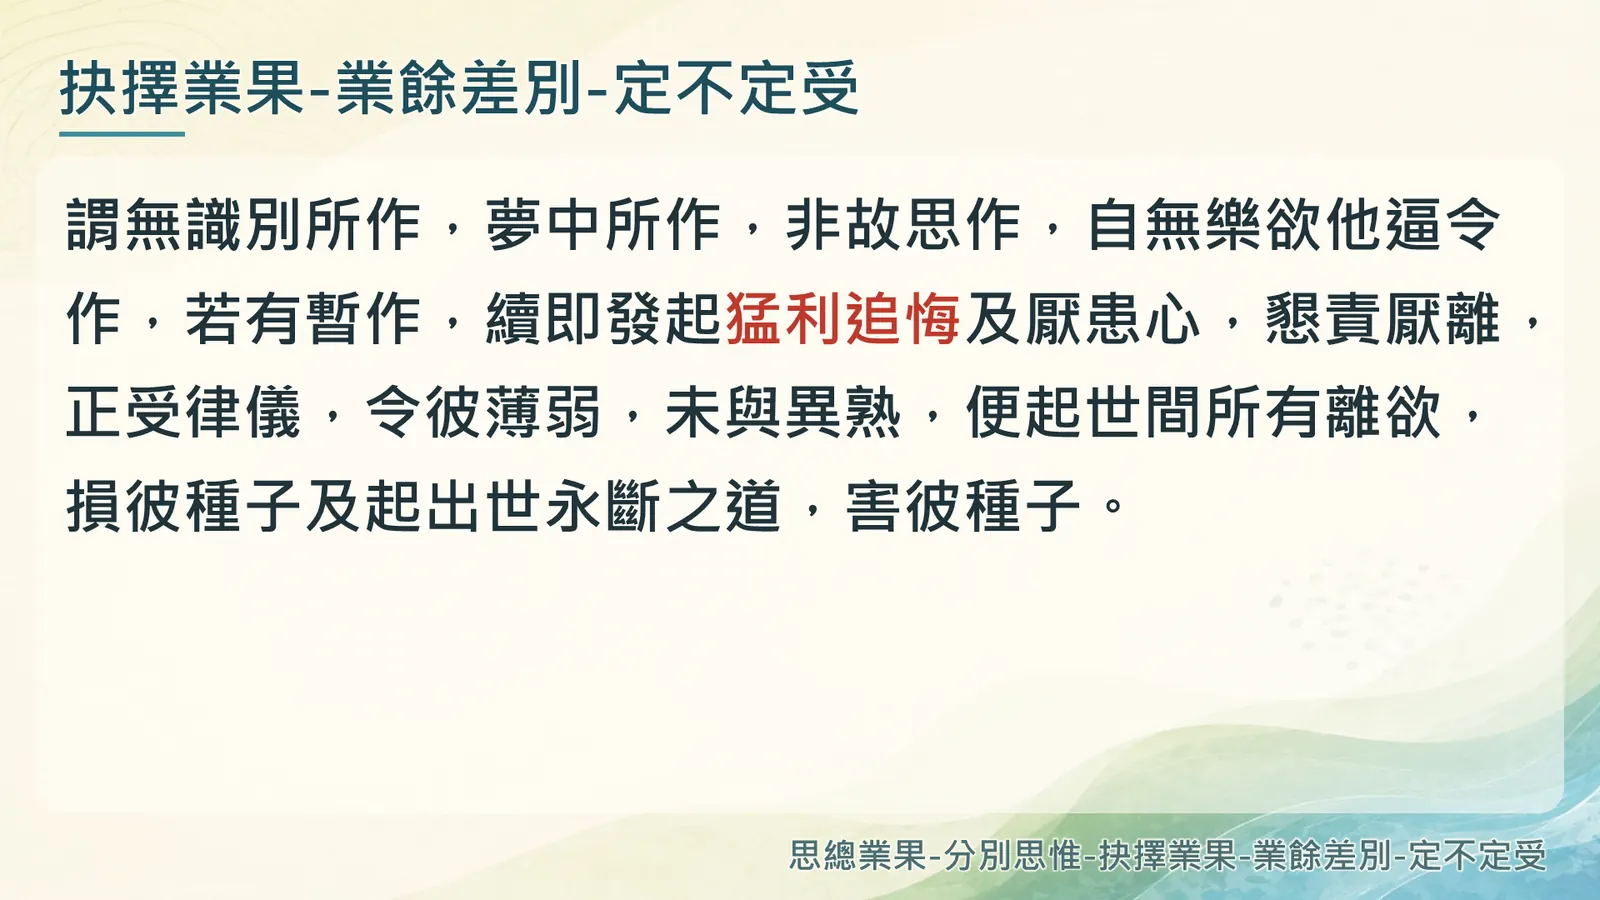 抉擇業果-業餘差別-定不定受
謂無識別所作，夢中所作，非故思作，自無樂欲他逼令
作，若有暫作，續即發起猛利追悔及厭患心，懇責厭離，
正受律儀，令彼薄弱，未與異熟，便起世間所有離欲，
損彼種子及起出世永斷之道，害彼種子。
思總業果-分別思惟-抉擇業果-業餘差別-定不定受